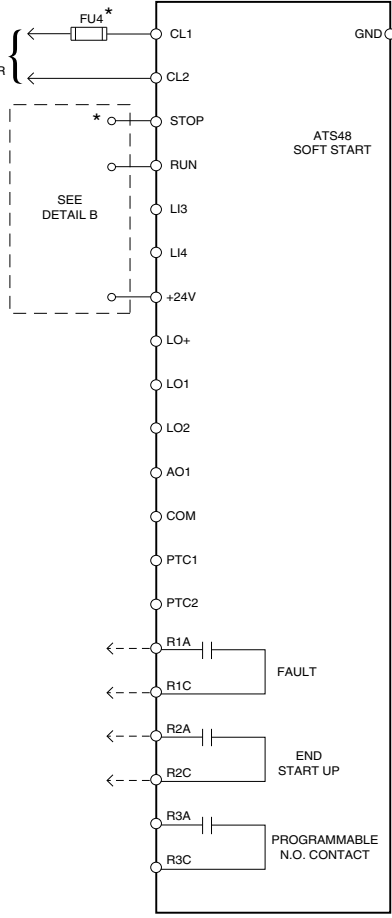 FU4*
CL1
GND
R
CL2
* STOP
ATS48
SOFT START
RUN
SEE
DETAIL B
LI3
LI4
+24V
LO+
LO1
LO2
AO1
COM
PTC1
PTC2
R1A
FAULT
R1C
R2A
END
START UP
R2C
R3A
PROGRAMMABLE
N.O. CONTACT
R3C